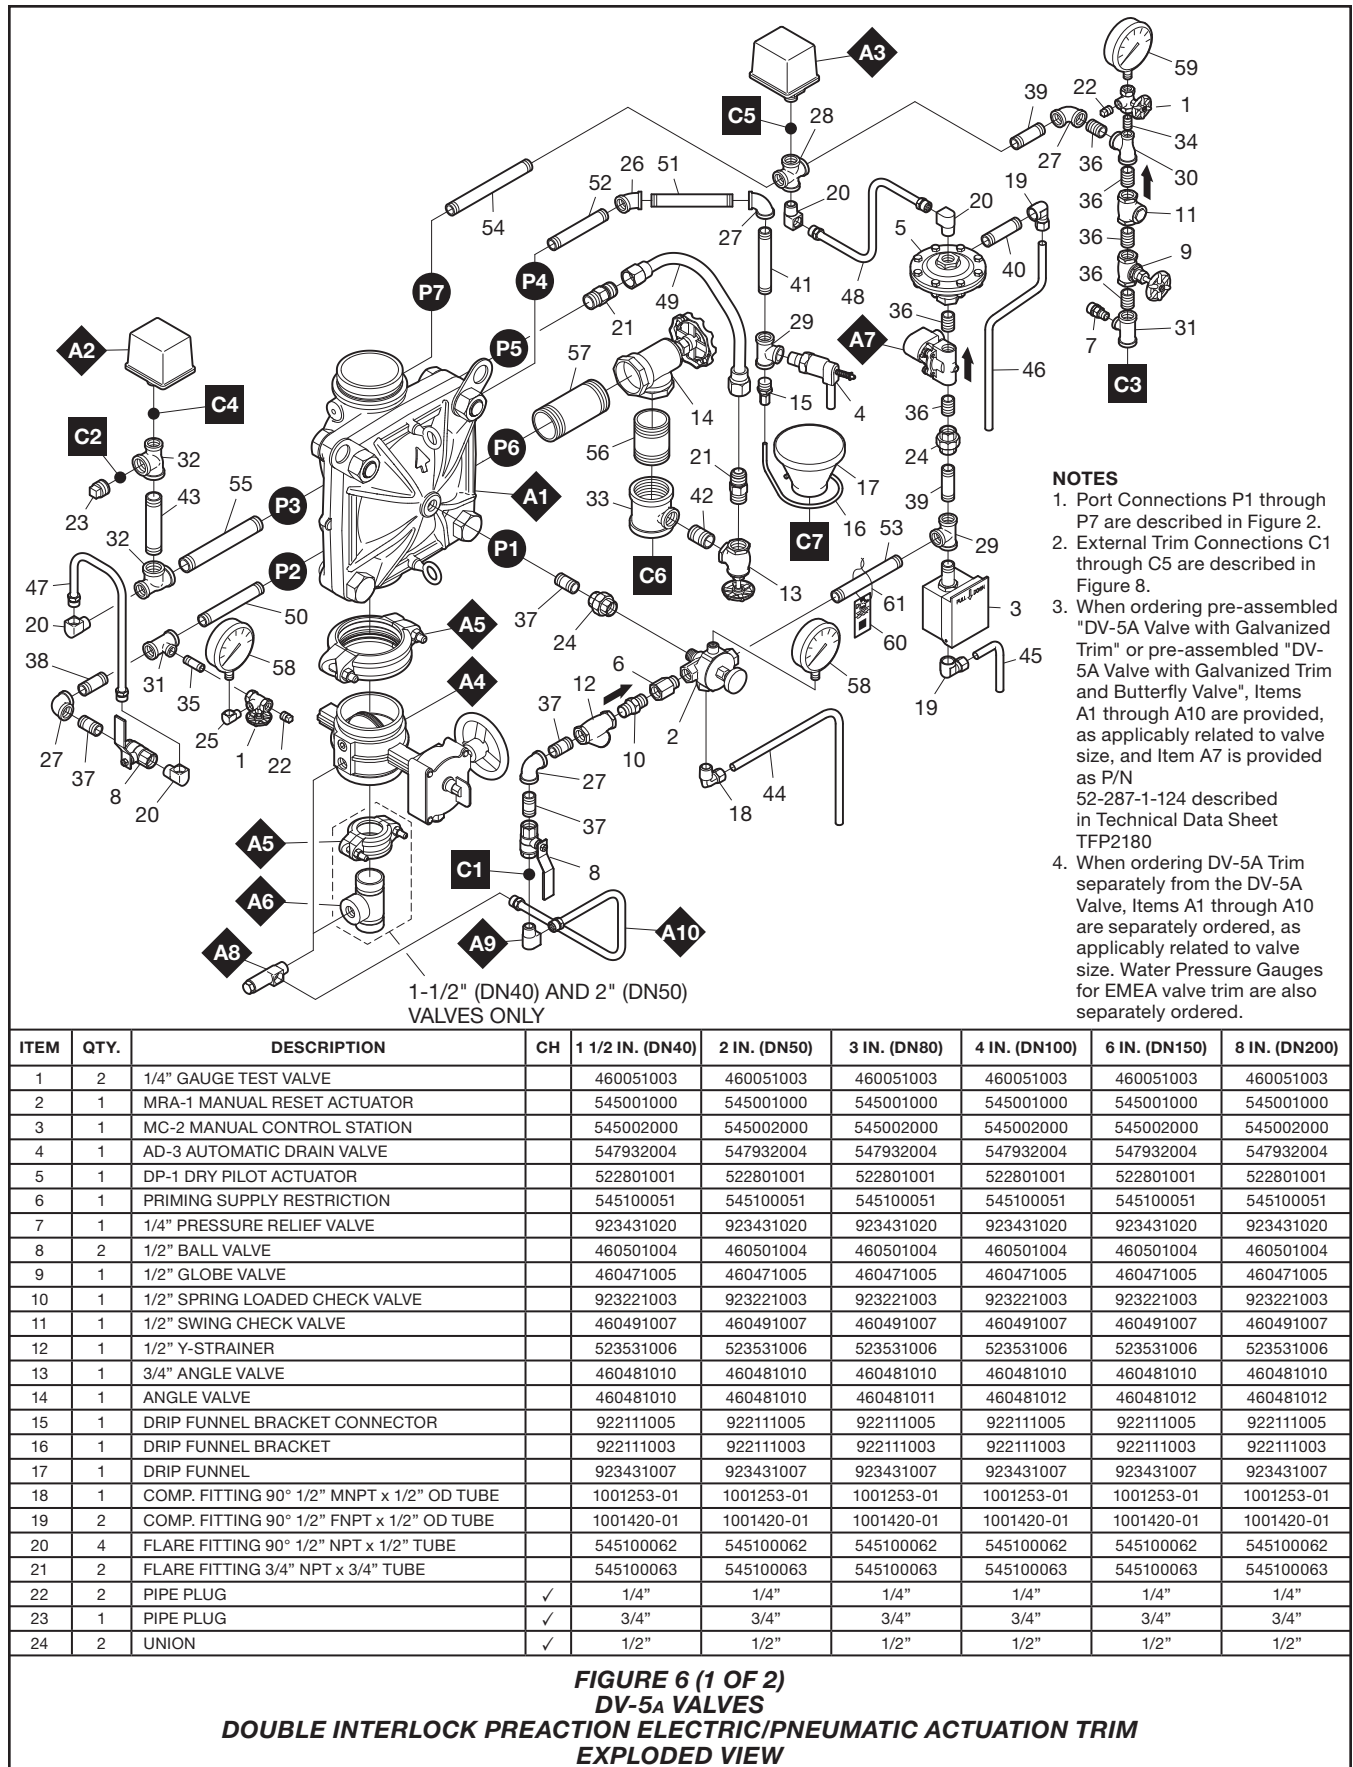 A3
59
39
22
1
C5
28
34
27
36
30
26
51
52
20
19
36
54
20
5
11
27
36
40
P7
P4
9
49
48
36
41
21
29
36
P5
A7
7
31
A2
57
46
C3
C4
14
15
4
36
C2
32
P6
56
24
43
55
21
17
A1
39
23
P3
33
42
16
53
32
C7
P1
29
47
P2
C6
13
37
61
3
20
50
24
60
38
58
A5
6
58
45
31
35
12
A4
37
19
27
37
25
2
8
1
22
10
27
44
20
18
37
A5
C1
8
A6
A9
A10
A8
1-1/2" (DN40) AND 2" (DN50)
VALVES ONLY
PULL DOWN
NOTES
1. Port Connections P1 through
P7 are described in Figure 2.
2. External Trim Connections C1
through C5 are described in
Figure 8.
3. When ordering pre-assembled
"DV-5A Valve with Galvanized
Trim" or pre-assembled "DV-
5A Valve with Galvanized Trim
and Butterfly Valve", Items
A1 through A10 are provided,
as applicably related to valve
size, and Item A7 is provided
as P/N
52-287-1-124 described
in Technical Data Sheet
TFP2180
4. When ordering DV-5A Trim
separately from the DV-5A
Valve, Items A1 through A10
are separately ordered, as
applicably related to valve
size. Water Pressure Gauges
for EMEA valve trim are also
separately ordered.
ITEM QTY. DESCRIPTION CH 1 1/2 IN. (DN40) 2 IN. (DN50) 3 IN. (DN80) 4 IN. (DN100) 6 IN. (DN150) 8 IN. (DN200)
1 2 1/4” GAUGE TEST VALVE 460051003 460051003 460051003 460051003 460051003 460051003
2 1 MRA-1 MANUAL RESET ACTUATOR 545001000 545001000 545001000 545001000 545001000 545001000
3 1 MC-2 MANUAL CONTROL STATION 545002000 545002000 545002000 545002000 545002000 545002000
4 1 AD-3 AUTOMATIC DRAIN VALVE 547932004 547932004 547932004 547932004 547932004 547932004
5 1 DP-1 DRY PILOT ACTUATOR 522801001 522801001 522801001 522801001 522801001 522801001
6 1 PRIMING SUPPLY RESTRICTION 545100051 545100051 545100051 545100051 545100051 545100051
7 1 1/4” PRESSURE RELIEF VALVE 923431020 923431020 923431020 923431020 923431020 923431020
8 2 1/2” BALL VALVE 460501004 460501004 460501004 460501004 460501004 460501004
9 1 1/2” GLOBE VALVE 460471005 460471005 460471005 460471005 460471005 460471005
10 1 1/2” SPRING LOADED CHECK VALVE 923221003 923221003 923221003 923221003 923221003 923221003
11 1 1/2” SWING CHECK VALVE 460491007 460491007 460491007 460491007 460491007 460491007
12 1 1/2” Y-STRAINER 523531006 523531006 523531006 523531006 523531006 523531006
13 1 3/4” ANGLE VALVE 460481010 460481010 460481010 460481010 460481010 460481010
14 1 ANGLE VALVE 460481010 460481010 460481011 460481012 460481012 460481012
15 1 DRIP FUNNEL BRACKET CONNECTOR 922111005 922111005 922111005 922111005 922111005 922111005
16 1 DRIP FUNNEL BRACKET 922111003 922111003 922111003 922111003 922111003 922111003
17 1 DRIP FUNNEL 923431007 923431007 923431007 923431007 923431007 923431007
18 1 COMP. FITTING 90° 1/2” MNPT x 1/2” OD TUBE 1001253-01 1001253-01 1001253-01 1001253-01 1001253-01 1001253-01
19 2 COMP. FITTING 90° 1/2” FNPT x 1/2” OD TUBE 1001420-01 1001420-01 1001420-01 1001420-01 1001420-01 1001420-01
20 4 FLARE FITTING 90° 1/2” NPT x 1/2” TUBE 545100062 545100062 545100062 545100062 545100062 545100062
21 2 FLARE FITTING 3/4” NPT x 3/4” TUBE 545100063 545100063 545100063 545100063 545100063 545100063
22 2 PIPE PLUG ✓ 1/4” 1/4” 1/4” 1/4” 1/4” 1/4”
23 1 PIPE PLUG ✓ 3/4” 3/4” 3/4” 3/4” 3/4” 3/4”
24 2 UNION ✓ 1/2” 1/2” 1/2” 1/2” 1/2” 1/2”
FIGURE 6 (1 OF 2)
DV-5A VALVES
DOUBLE INTERLOCK PREACTION ELECTRIC/PNEUMATIC ACTUATION TRIM
EXPLODED VIEW